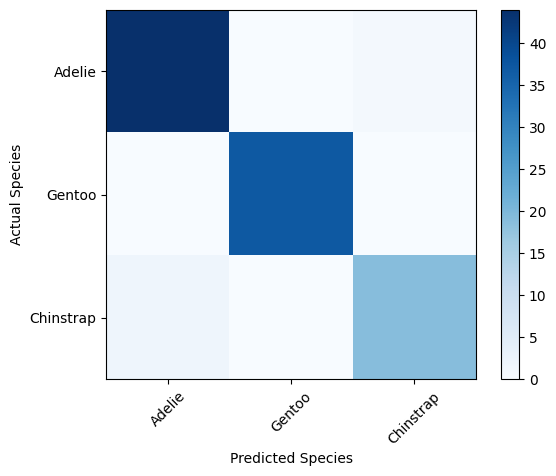 Actual Species
Adelie
Gentoo
Chinstrap
Adelie
Gentoo
Chinstrap
Predicted Species
40
35
30
25
20
15
10
5
0